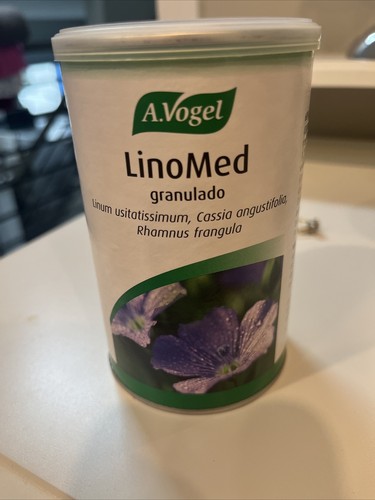 A.Vogel
LinoMed
granulado
Linum usitatissimum, Cassia angustifolia,
Rhamnus frangula